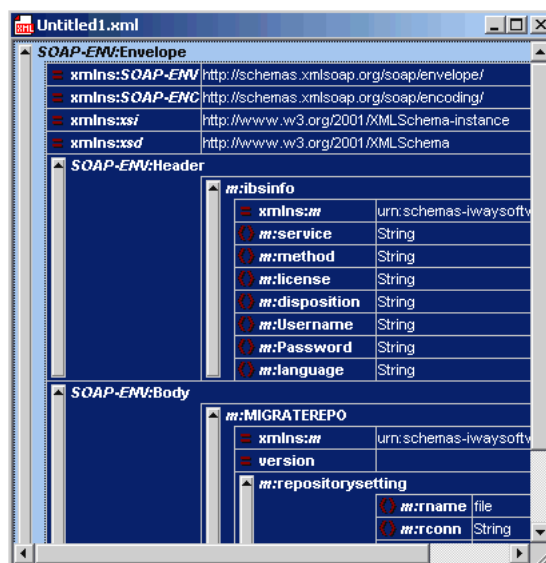 Untitled1.xml
SOAP-ENV:Envelope
xmlns:SOAP-ENV http://schemas.xmlsoap.org/soap/envelope/
xmlns:SOAP-ENC http://schemas.xmlsoap.org/soap/encoding/
xmlns:xsi http://www.w3.org/2001/XMLSchema-instance
xmlns:xsd http://www.w3.org/2001/XMLSchema
SOAP-ENV:Header
m:ibsinfo
xmlns:m urn:schemas-iwaysoftw
m:service String
m:method String
m:license String
m:disposition String
m:Username String
m:Password String
m:language String
SOAP-ENV:Body
m:MIGRATEREPO
xmlns:m urn:schemas-iwaysoftw
version
m:repositorysetting
m:rname file
m:rconn String